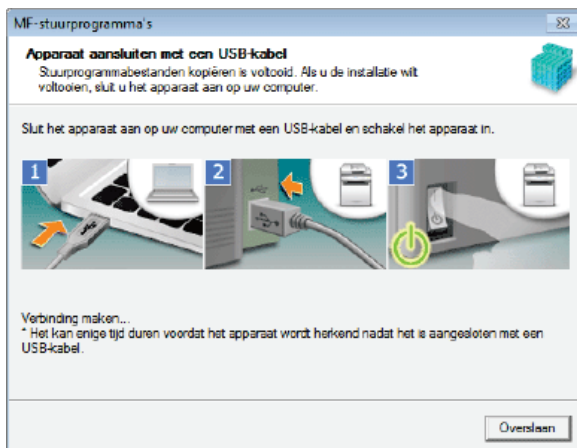 MF-stuurprogramma's
Apparaat aansluiten met een USB-kabel
Stuurprogrammabestanden kopiëren is voltooid. Als u de installatie wilt
voltooien, sluit u het apparaat aan op uw computer.
Sluit het apparaat aan op uw computer met een USB-kabel en schakel het apparaat in.
1 2 3
Verbinding maken...
* Het kan enige tijd duren voordat het apparaat wordt herkend nadat het is aangesloten met een
USB-kabel.
Overslaan